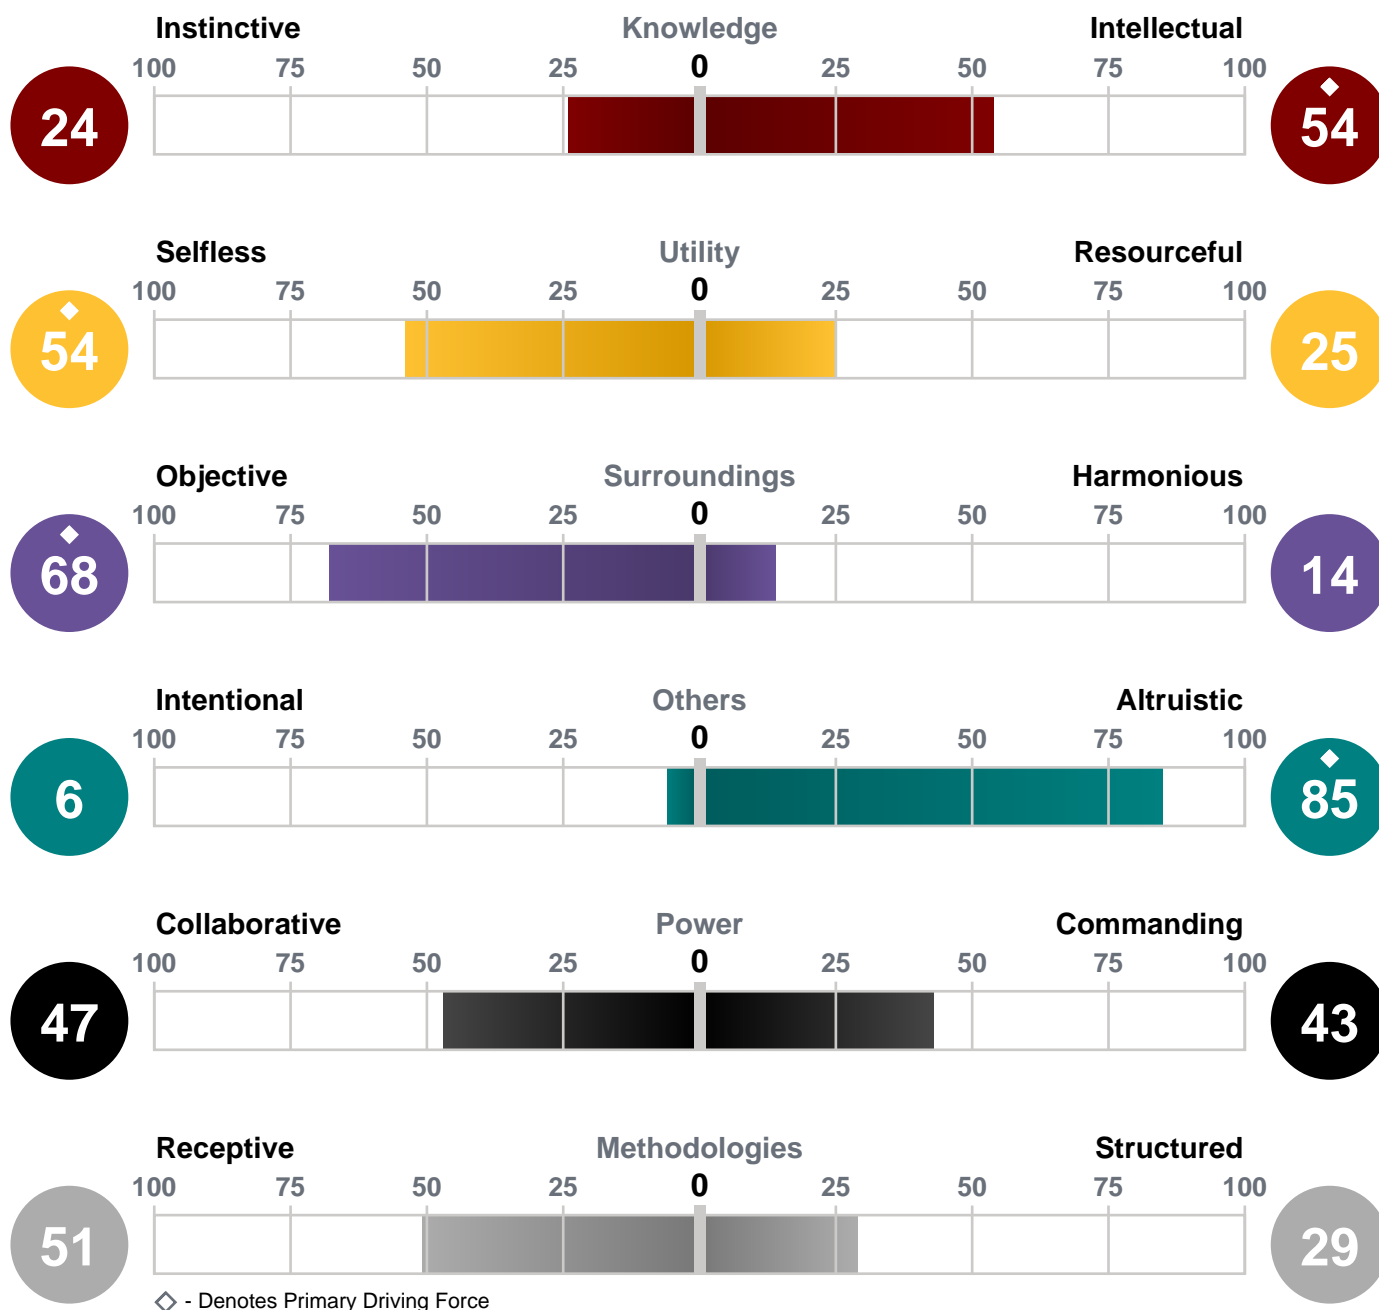 Instinctive Knowledge Intellectual
100 75 50 25 0 25 50 75 100
24 54
Selfless Utility Resourceful
100 75 50 25 0 25 50 75 100
54 25
Objective Surroundings Harmonious
100 75 50 25 0 25 50 75 100
68 14
Intentional Others Altruistic
100 75 50 25 0 25 50 75 100
6 85
Collaborative Power Commanding
100 75 50 25 0 25 50 75 100
47 43
Receptive Methodologies Structured
100 75 50 25 0 25 50 75 100
51 29
- Denotes Primary Driving Force